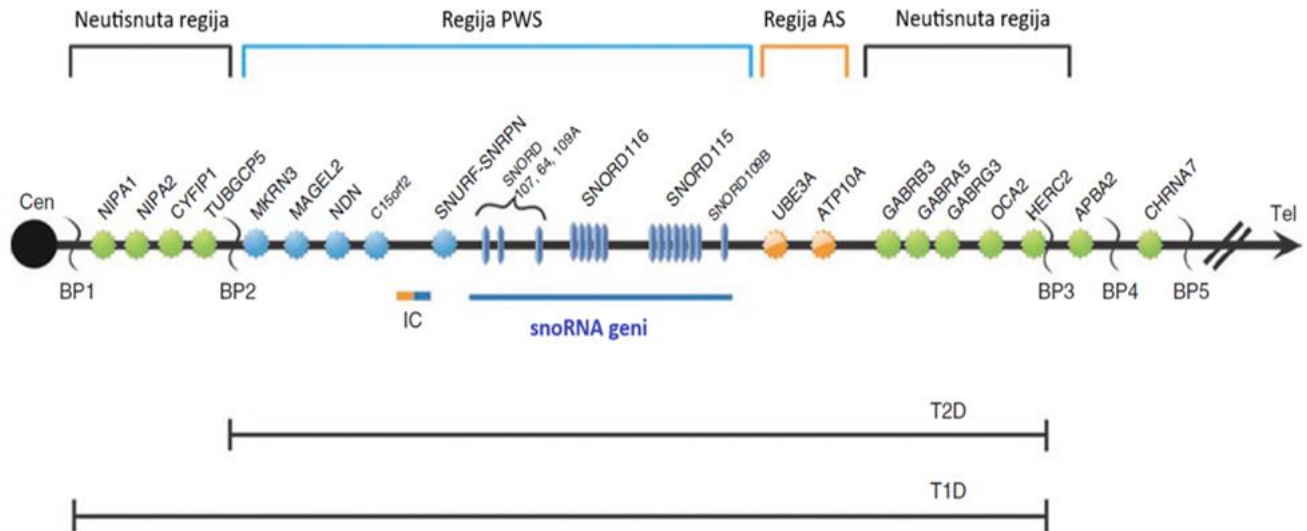 Neutisnuta regija
Regija PWS
Regija AS
Neutisnuta regija
Cen
NIPA1
NIPA2
CYFIP1
TUBGCP5
MKRN3
MAGEL2
NDN
C15orf2
SNURF-SNRPN
SNORD
107, 64, 109A
SNORD116
SNORD115
SNORD109B
UBE3A
ATP10A
GABRB3
GABRA5
GABRG3
OCA2
HERC2
APBA2
CHRNA7
Tel
BP1
BP2
BP3
BP4
BP5
IC
snoRNA geni
T2D
T1D